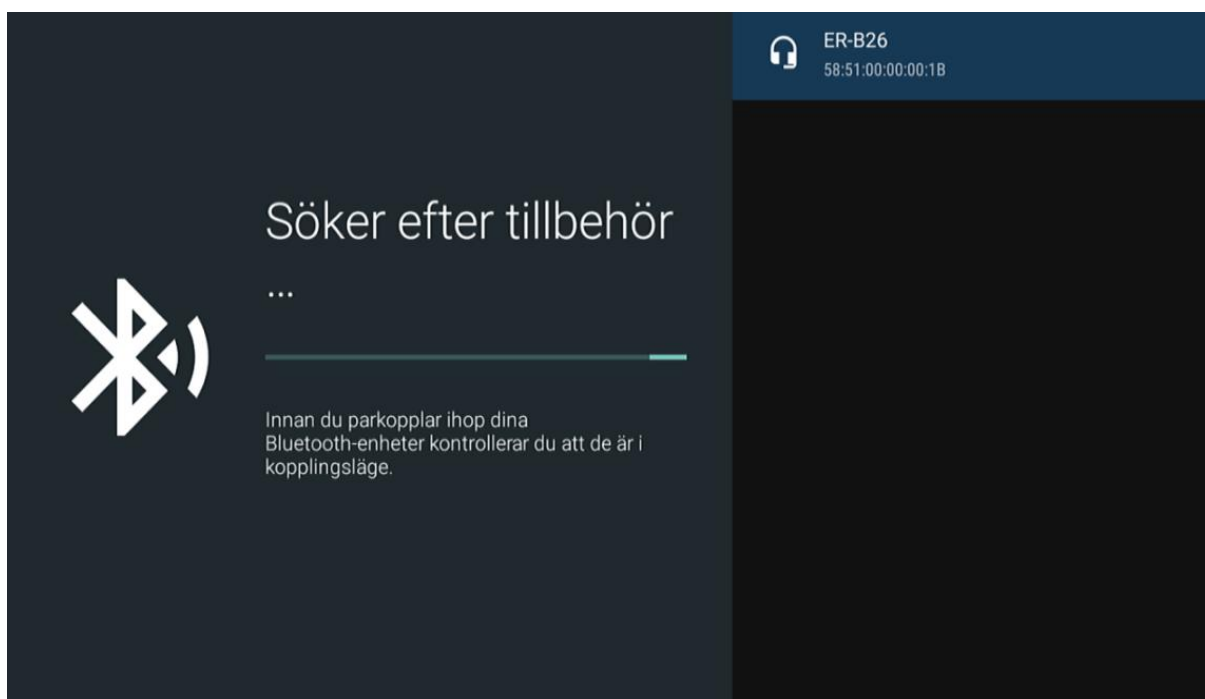 Söker efter tillbehör
...
Innan du parkopplar ihop dina
Bluetooth-enheter kontrollerar du att de är i
kopplingsläge.
ER-B26
58:51:00:00:00:1B